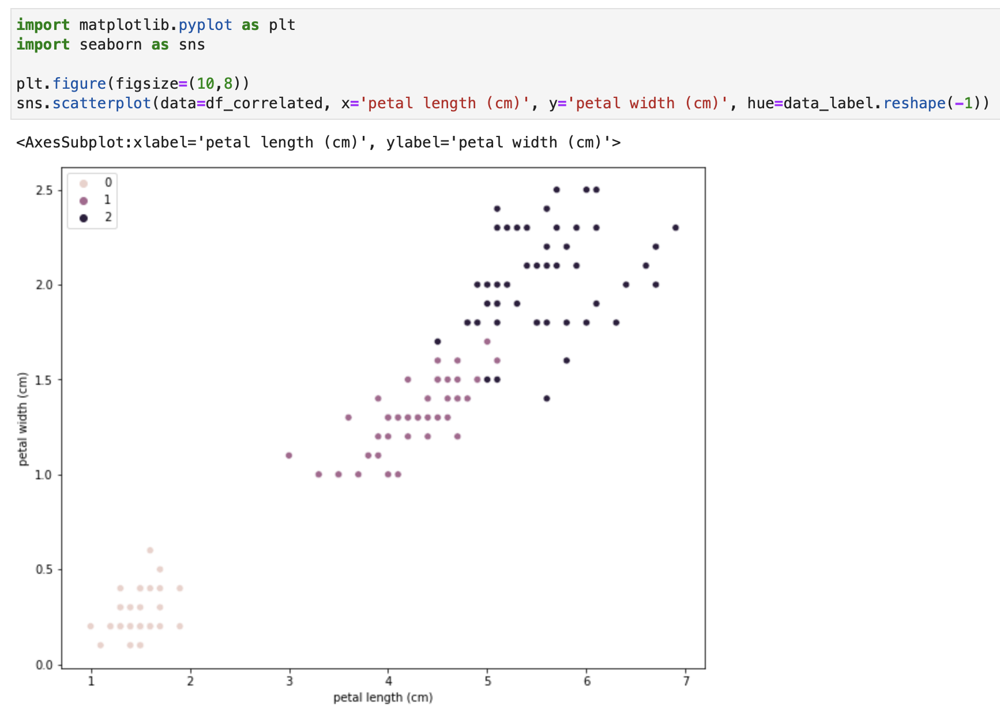 import matplotlib.pyplot as plt
import seaborn as sns
plt.figure(figsize=(10,8))
sns.scatterplot(data=df_correlated, x='petal length (cm)', y='petal width (cm)', hue=data_label.reshape(-1))
<AxesSubplot:xlabel='petal length (cm)', ylabel='petal width (cm)'>
0
1
2
2.5
2.0
1.5
1.0
0.5
0.0
petal width (cm)
1 2 3 4 5 6 7
petal length (cm)